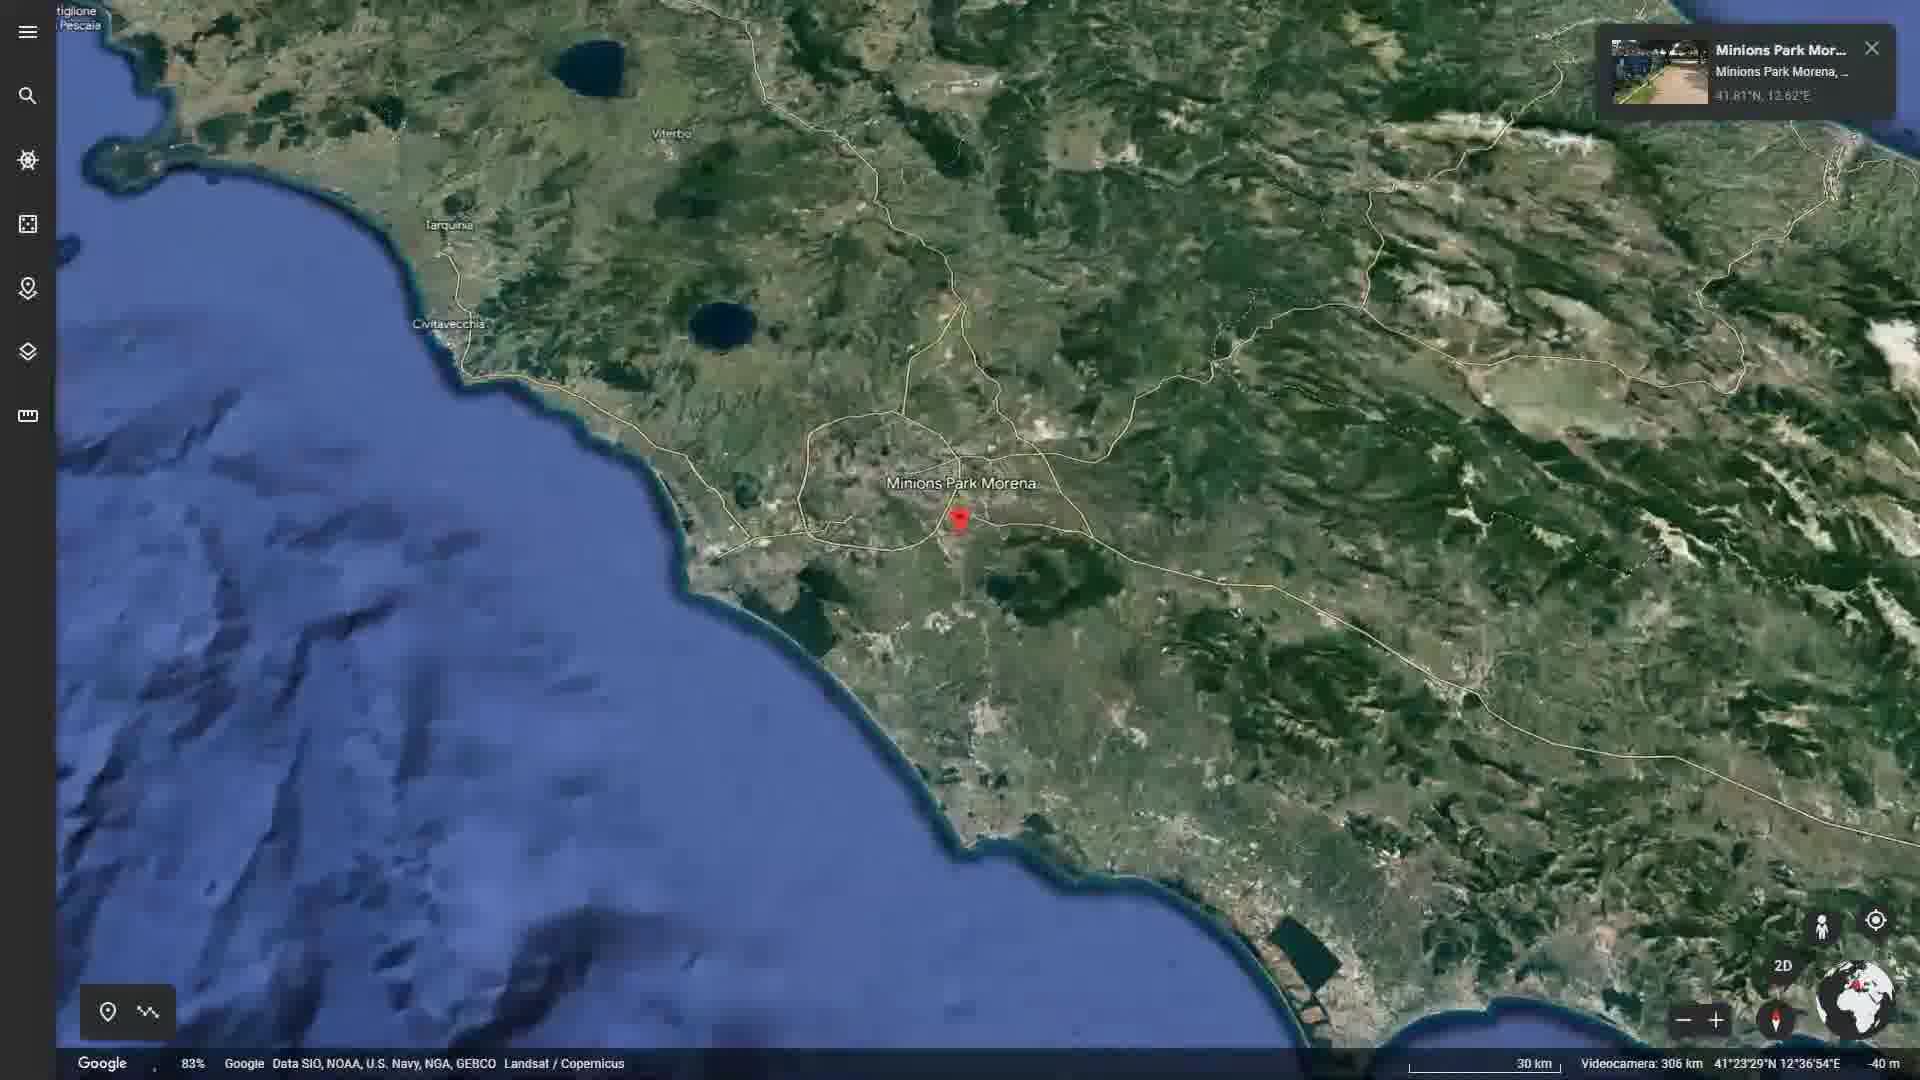 tiglione
Pescaia
Viterbo
Tarquinia
Civitavecchia
Minions Park Morena
Minions Park Mor...
Minions Park Morena, ...
41.81°N, 12.62°E
2D
Google
83%
Google Data SIO, NOAA, U.S. Navy, NGA, GEBCO Landsat / Copernicus
30 km
Videocamera: 306 km 41°23'29"N 12°36'54"E
-40 m